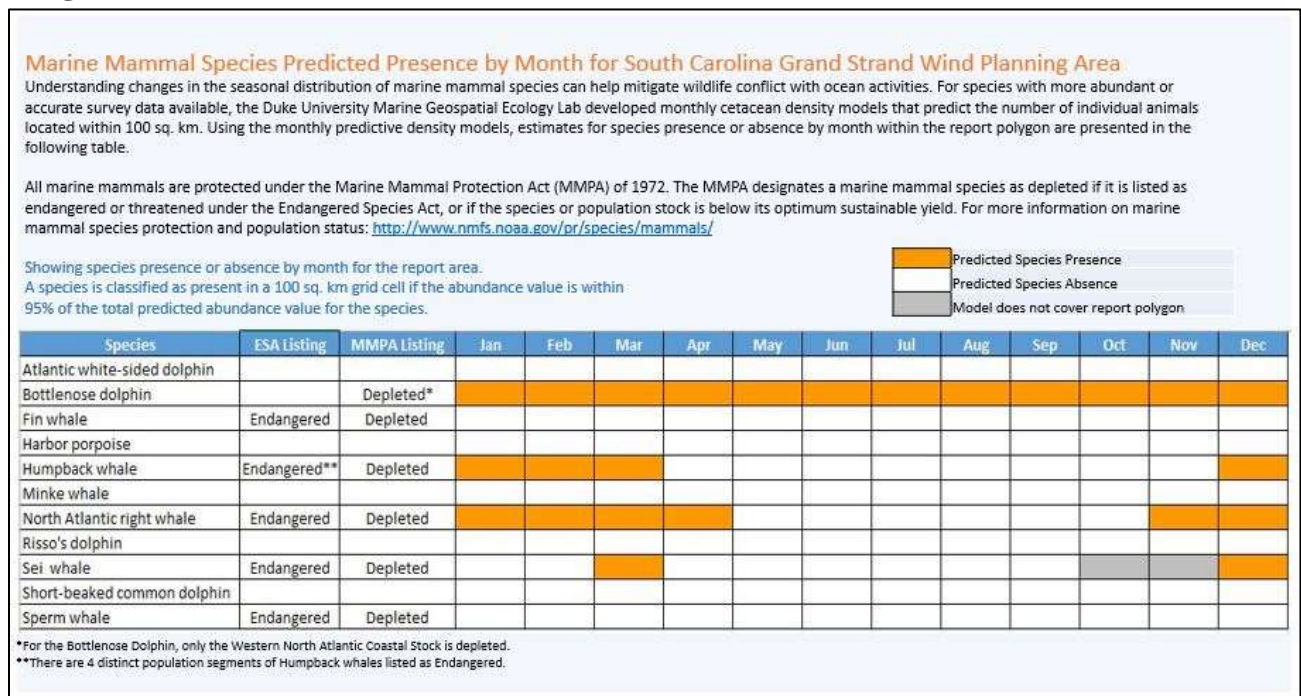 Marine Mammal Species Predicted Presence by Month for South Carolina Grand Strand Wind Planning Area
Understanding changes in the seasonal distribution of marine mammal species can help mitigate wildlife conflict with ocean activities. For species with more abundant or
accurate survey data available, the Duke University Marine Geospatial Ecology Lab developed monthly cetacean density models that predict the number of individual animals
located within 100 sq. km. Using the monthly predictive density models, estimates for species presence or absence by month within the report polygon are presented in the
following table.
All marine mammals are protected under the Marine Mammal Protection Act (MMPA) of 1972. The MMPA designates a marine mammal species as depleted if it is listed as
endangered or threatened under the Endangered Species Act, or if the species or population stock is below its optimum sustainable yield. For more information on marine
mammal species protection and population status: http://www.nmfs.noaa.gov/pr/species/mammals/
Showing species presence or absence by month for the report area.
A species is classified as present in a 100 sq. km grid cell if the abundance value is within
95% of the total predicted abundance value for the species.
Predicted Species Presence
Predicted Species Absence
Model does not cover report polygon
Species ESA Listing MMPA Listing Jan Feb Mar Apr May Jun Jul Aug Sep Oct Nov Dec
Atlantic white-sided dolphin
Bottlenose dolphin Depleted*
Fin whale Endangered Depleted
Harbor porpoise
Humpback whale Endangered** Depleted
Minke whale
North Atlantic right whale Endangered Depleted
Risso's dolphin
Sei whale Endangered Depleted
Short-beaked common dolphin
Sperm whale Endangered Depleted
*For the Bottlenose Dolphin, only the Western North Atlantic Coastal Stock is depleted.
**There are 4 distinct population segments of Humpback whales listed as Endangered.